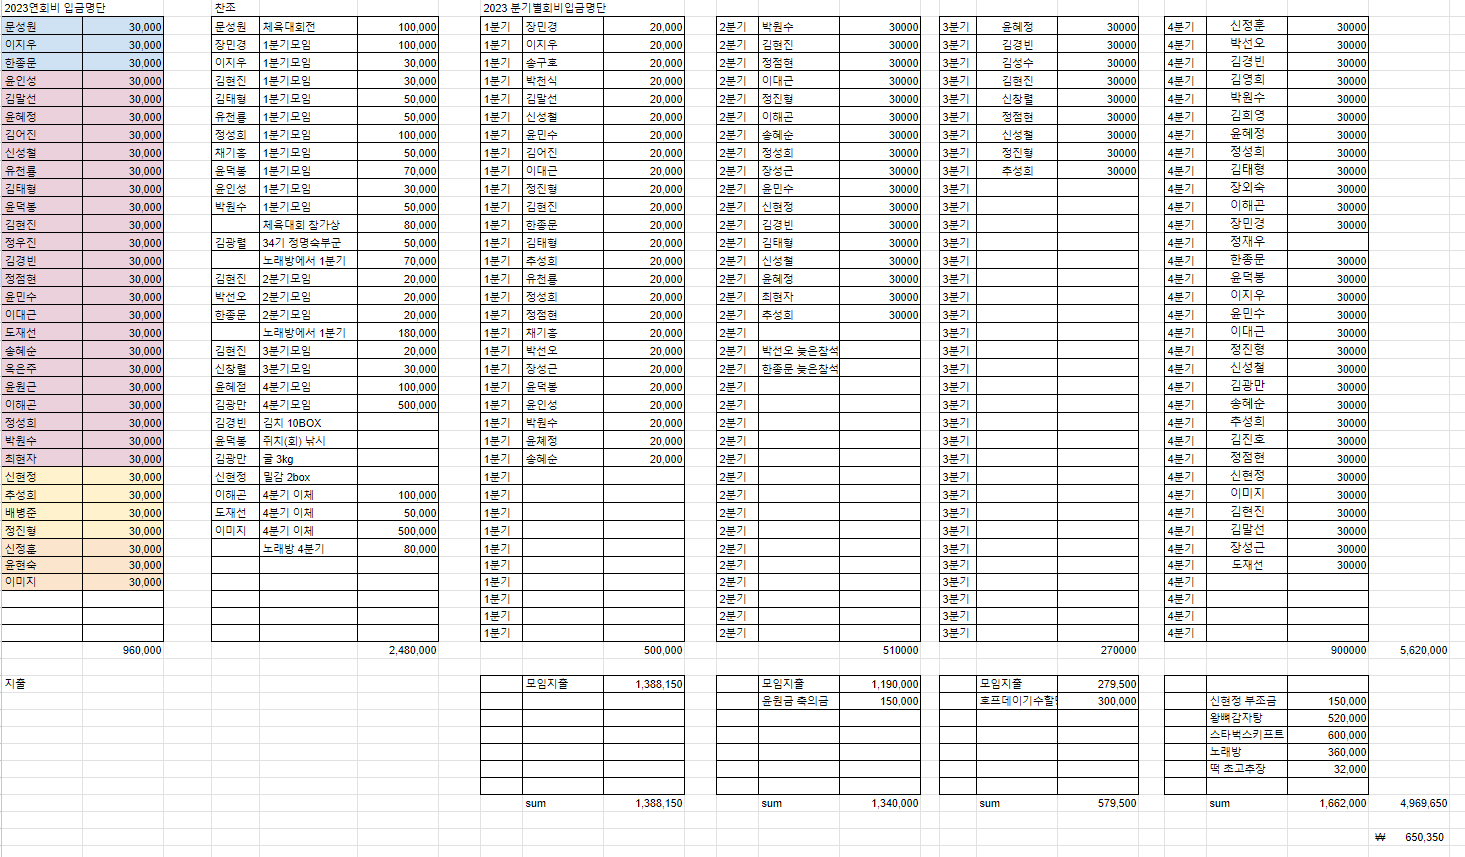 2023연회비 입금명단 찬조 2023 분기별회비입금명단
문성원 30,000 문성원 체육대회전 100,000 1분기 장민경 20,000 2분기 박원수 30000 3분기 윤혜정 30000 4분기 신정훈 30000
이지우 30,000 장민경 1분기모임 100,000 1분기 이지우 20,000 2분기 김현진 30000 3분기 김경빈 30000 4분기 박선오 30000
한종문 30,000 이지우 1분기모임 30,000 1분기 송구호 20,000 2분기 정점현 30000 3분기 김성수 30000 4분기 김경빈 30000
윤인성 30,000 김현진 1분기모임 30,000 1분기 박천식 20,000 2분기 이대근 30000 3분기 김현진 30000 4분기 김영희 30000
김말선 30,000 김태형 1분기모임 50,000 1분기 김말선 20,000 2분기 정진형 30000 3분기 신창렬 30000 4분기 박원수 30000
윤혜정 30,000 유천룡 1분기모임 50,000 1분기 신성철 20,000 2분기 이해곤 30000 3분기 정점현 30000 4분기 김희영 30000
김어진 30,000 정성희 1분기모임 100,000 1분기 윤민수 20,000 2분기 송혜순 30000 3분기 신성철 30000 4분기 윤혜정 30000
신성철 30,000 채기홍 1분기모임 50,000 1분기 김어진 20,000 2분기 정성희 30000 3분기 정진형 30000 4분기 정성희 30000
유천룡 30,000 윤덕봉 1분기모임 70,000 1분기 이대근 20,000 2분기 장성근 30000 3분기 추성희 30000 4분기 김태형 30000
김태형 30,000 윤인성 1분기모임 30,000 1분기 정진형 20,000 2분기 윤민수 30000 3분기 4분기 장외숙 30000
윤덕봉 30,000 박원수 1분기모임 50,000 1분기 김현진 20,000 2분기 신현정 30000 3분기 4분기 이해곤 30000
김현진 30,000 체육대회 참가상 80,000 1분기 한종문 20,000 2분기 김경빈 30000 3분기 4분기 장민경 30000
정우진 30,000 김광렬 34기 정명숙부군 50,000 1분기 김태형 20,000 2분기 김태형 30000 3분기 4분기 정재우
김경빈 30,000 노래방에서 1분기 70,000 1분기 추성희 20,000 2분기 신성철 30000 3분기 4분기 한종문 30000
정점현 30,000 김현진 2분기모임 20,000 1분기 유천룡 20,000 2분기 윤혜정 30000 3분기 4분기 윤덕봉 30000
윤민수 30,000 박선오 2분기모임 20,000 1분기 정성희 20,000 2분기 최현자 30000 3분기 4분기 이지우 30000
이대근 30,000 한종문 2분기모임 20,000 1분기 정점현 20,000 2분기 추성희 30000 3분기 4분기 윤민수 30000
도재선 30,000 노래방에서 1분기 180,000 1분기 채기홍 20,000 2분기 3분기 4분기 이대근 30000
송혜순 30,000 김현진 3분기모임 20,000 1분기 박선오 20,000 2분기 박선오 늦은참석 3분기 4분기 정진형 30000
옥은주 30,000 신창렬 3분기모임 30,000 1분기 장성근 20,000 2분기 한종문 늦은참석 3분기 4분기 신성철 30000
윤원근 30,000 윤혜점 4분기모임 100,000 1분기 윤덕봉 20,000 2분기 3분기 4분기 김광만 30000
이해곤 30,000 김광만 4분기모임 500,000 1분기 윤인성 20,000 2분기 3분기 4분기 송혜순 30000
정성희 30,000 김경빈 김치 10BOX 1분기 박원수 20,000 2분기 3분기 4분기 추성희 30000
박원수 30,000 윤덕봉 쥐치(회) 낚시 1분기 윤제정 20,000 2분기 3분기 4분기 김진호 30000
최현자 30,000 김광만 굴 3kg 1분기 송혜순 20,000 2분기 3분기 4분기 정점현 30000
신현정 30,000 신현정 밀감 2box 1분기 2분기 3분기 4분기 신현정 30000
추성희 30,000 이해곤 4분기 이체 100,000 1분기 2분기 3분기 4분기 이미지 30000
배병준 30,000 도재선 4분기 이체 50,000 1분기 2분기 3분기 4분기 김현진 30000
정진형 30,000 이미지 4분기 이체 500,000 1분기 2분기 3분기 4분기 김말선 30000
신정훈 30,000 노래방 4분기 80,000 1분기 2분기 3분기 4분기 장성근 30000
윤현숙 30,000 1분기 2분기 3분기 4분기 도재선 30000
이미지 30,000 1분기 2분기 3분기 4분기
1분기 2분기 3분기 4분기
1분기 2분기 3분기 4분기
1분기 2분기 3분기 4분기
960,000 2,480,000 500,000 510000 270000 900000 5,620,000
지출 모임지출 1,388,150 모임지출 1,190,000 모임지출 279,500
윤원금 축의금 150,000 호프데이기수할 300,000 신현정 부조금 150,000
왕뼈감자탕 520,000
스타벅스키프트 600,000
노래방 360,000
떡 초고추장 32,000
sum 1,388,150 sum 1,340,000 sum 579,500 sum 1,662,000 4,969,650
₩ 650,350